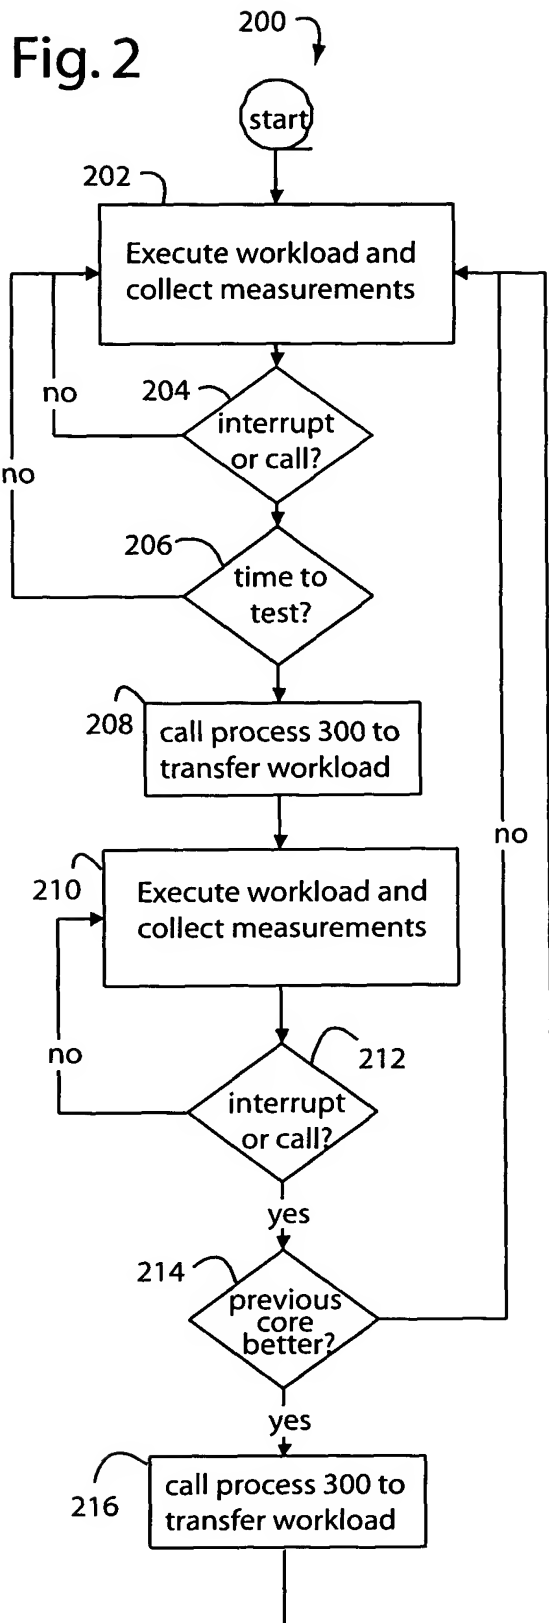 Fig. 2
200
start
202
Execute workload and
collect measurements
no
204
interrupt
or call?
no
206
time to
test?
208
call process 300 to
transfer workload
no
210
Execute workload and
collect measurements
no
212
interrupt
or call?
yes
214
previous
core
better?
yes
216
call process 300 to
transfer workload